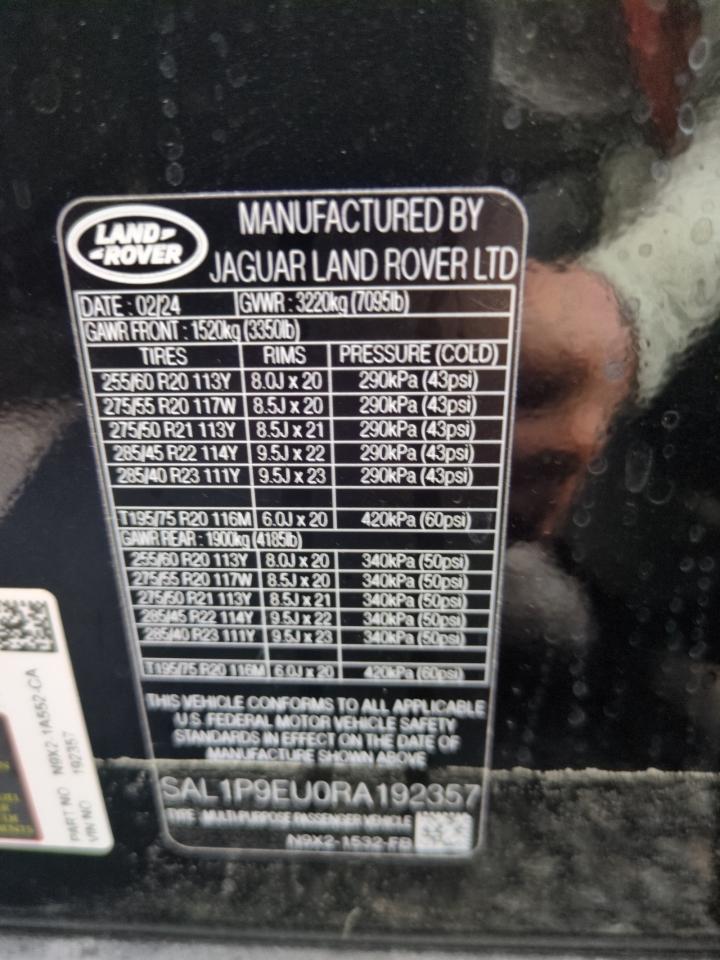 LAND ROVER
MANUFACTURED BY
JAGUAR LAND ROVER LTD
DATE : 02/24 GVWR : 3220kg (7095lb)
GAWR FRONT : 1520kg (3350lb)
TIRES RIMS PRESSURE (COLD)
255/60 R20 113Y 8.0J x 20 290kPa (43psi)
275/55 R20 117W 8.5J x 20 290kPa (43psi)
275/50 R21 113Y 8.5J x 21 290kPa (43psi)
285/45 R22 114Y 9.5J x 22 290kPa (43psi)
285/40 R23 111Y 9.5J x 23 290kPa (43psi)
T195/75 R20 116M 6.0J x 20 420kPa (60psi)
GAWR REAR : 1900kg (4185lb)
255/60 R20 113Y 8.0J x 20 340kPa (50psi)
275/55 R20 117W 8.5J x 20 340kPa (50psi)
275/50 R21 113Y 8.5J x 21 340kPa (50psi)
285/45 R22 114Y 9.5J x 22 340kPa (50psi)
285/40 R23 111Y 9.5J x 23 340kPa (50psi)
T195/75 R20 116M 6.0J x 20 420kPa (60psi)
THIS VEHICLE CONFORMS TO ALL APPLICABLE
U.S. FEDERAL MOTOR VEHICLE SAFETY
STANDARDS IN EFFECT ON THE DATE OF
MANUFACTURE SHOWN ABOVE
SAL1P9EU0RA192357
TYPE : MULTIPURPOSE PASSENGER VEHICLE
N9X2-1532-FB
PART NO N9X2 1A552-CA
VIN NO 192357